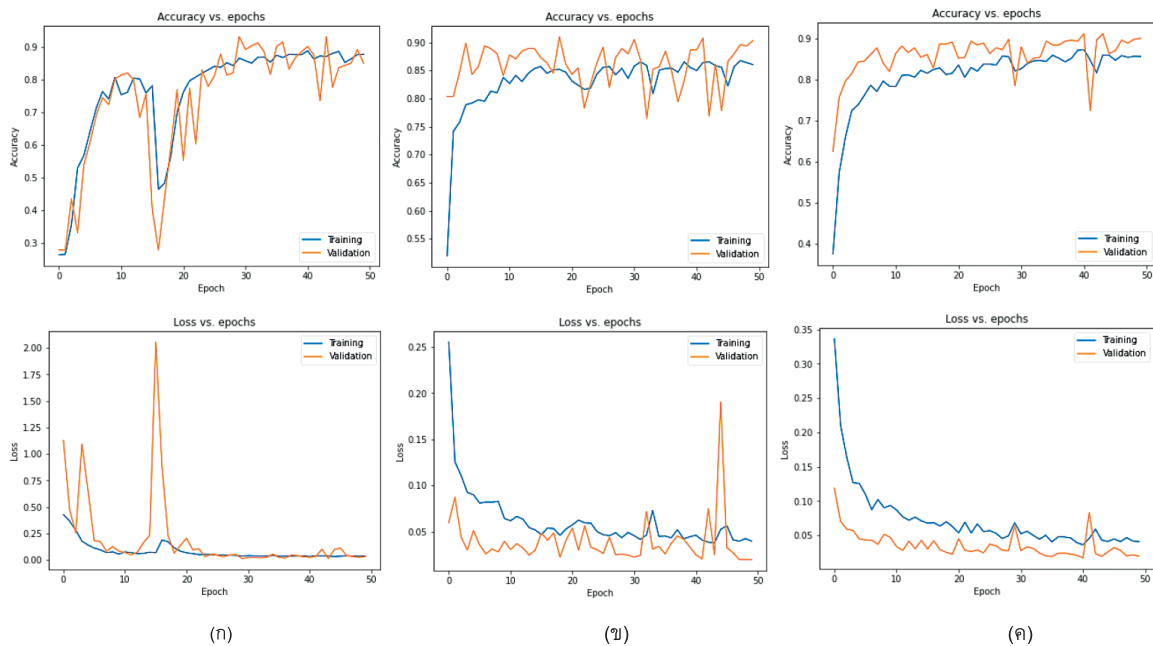 Accuracy vs. epochs
Accuracy
0.9
0.8
0.7
0.6
0.5
0.4
0.3
0 10 20 30 40 50
Epoch
Training
Validation
Accuracy vs. epochs
Accuracy
0.90
0.85
0.80
0.75
0.70
0.65
0.60
0.55
0 10 20 30 40 50
Epoch
Training
Validation
Accuracy vs. epochs
Accuracy
0.9
0.8
0.7
0.6
0.5
0.4
0 10 20 30 40 50
Epoch
Training
Validation
Loss vs. epochs
Loss
2.00
1.75
1.50
1.25
1.00
0.75
0.50
0.25
0.00
0 10 20 30 40 50
Epoch
Training
Validation
Loss vs. epochs
Loss
0.25
0.20
0.15
0.10
0.05
0 10 20 30 40 50
Epoch
Training
Validation
Loss vs. epochs
Loss
0.35
0.30
0.25
0.20
0.15
0.10
0.05
0 10 20 30 40 50
Epoch
Training
Validation
(ก) (ข) (ค)